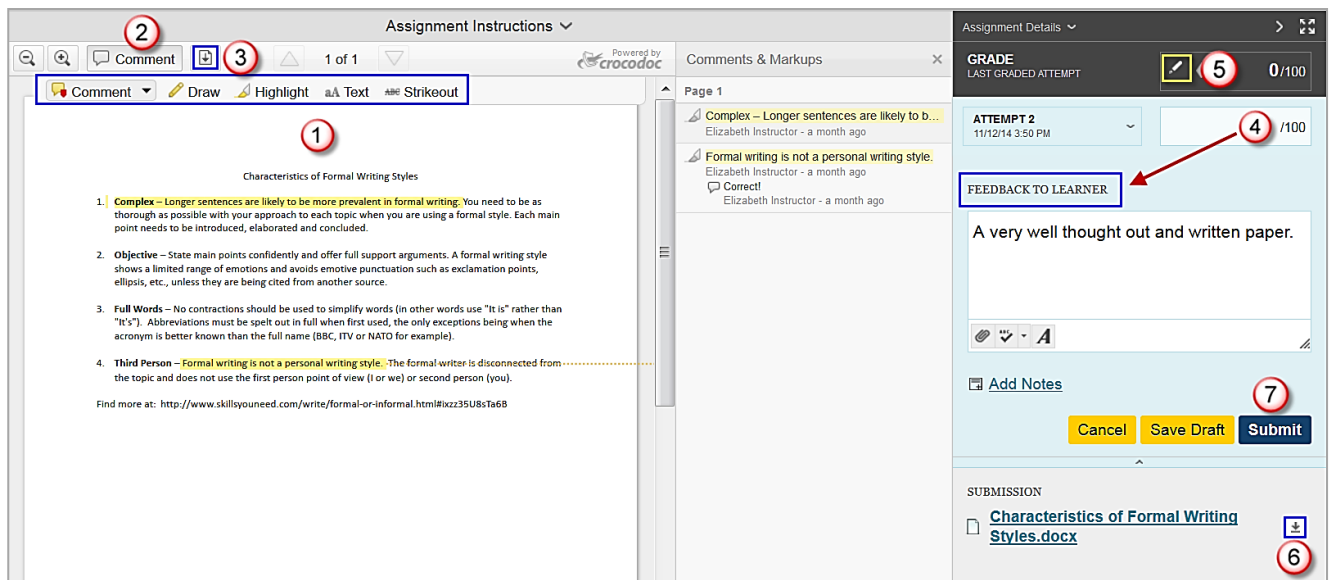 Assignment Instructions
2
Comment
3
1 of 1
Powered by
crocodoc
Comment
Draw
Highlight
aA Text
ABC Strikeout
1
Characteristics of Formal Writing Styles
1. Complex – Longer sentences are likely to be more prevalent in formal writing. You need to be as
thorough as possible with your approach to each topic when you are using a formal style. Each main
point needs to be introduced, elaborated and concluded.
2. Objective – State main points confidently and offer full support arguments. A formal writing style
shows a limited range of emotions and avoids emotive punctuation such as exclamation points,
ellipsis, etc., unless they are being cited from another source.
3. Full Words – No contractions should be used to simplify words (in other words use "It is" rather than
"It's"). Abbreviations must be spelt out in full when first used, the only exceptions being when the
acronym is better known than the full name (BBC, ITV or NATO for example).
4. Third Person – Formal writing is not a personal writing style. The formal writer is disconnected from
the topic and does not use the first person point of view (I or we) or second person (you).
Find more at: http://www.skillsyouneed.com/write/formal-or-informal.html#ixzz35U8sTa6B
Comments & Markups
Page 1
Complex – Longer sentences are likely to b...
Elizabeth Instructor - a month ago
Formal writing is not a personal writing style.
Elizabeth Instructor - a month ago
Correct!
Elizabeth Instructor - a month ago
Assignment Details
GRADE
LAST GRADED ATTEMPT
5
0/100
ATTEMPT 2
11/12/14 3:50 PM
4
/100
FEEDBACK TO LEARNER
A very well thought out and written paper.
ABC
A
Add Notes
7
Cancel
Save Draft
Submit
SUBMISSION
Characteristics of Formal Writing
Styles.docx
6